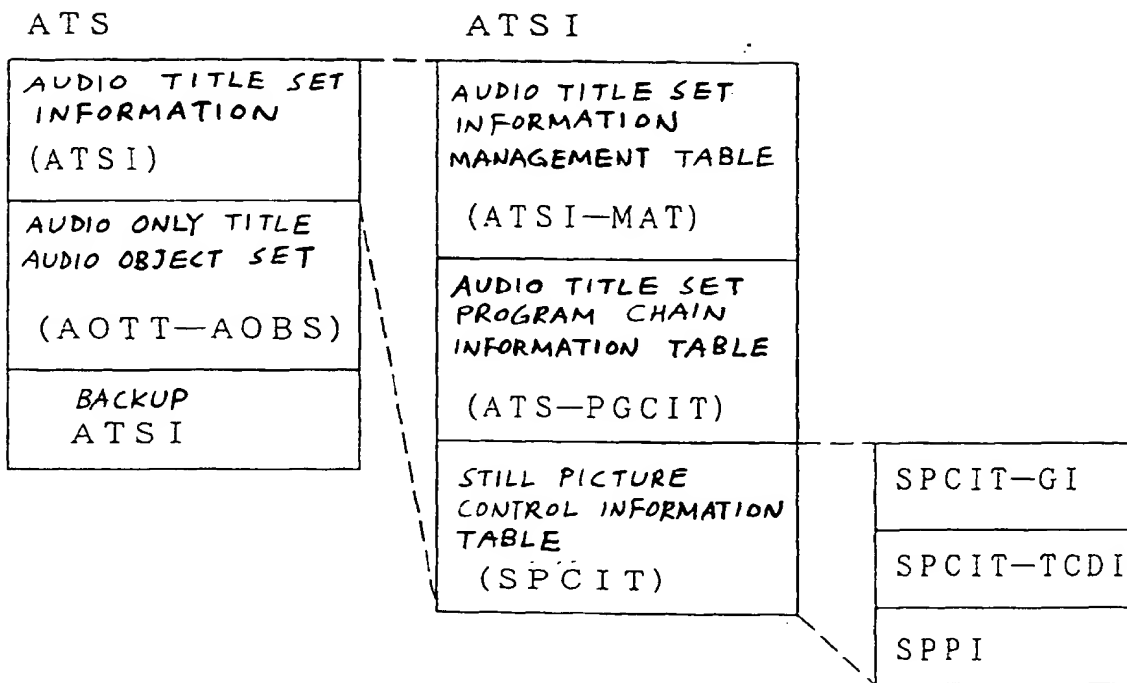 ATS
AUDIO TITLE SET
INFORMATION
(ATSI)
AUDIO ONLY TITLE
AUDIO OBJECT SET
(AOTT—AOBS)
BACKUP
ATSI
ATSI
AUDIO TITLE SET
INFORMATION
MANAGEMENT TABLE
(ATSI—MAT)
AUDIO TITLE SET
PROGRAM CHAIN
INFORMATION TABLE
(ATS—PGCIT)
STILL PICTURE
CONTROL INFORMATION
TABLE
(SPCIT)
SPCIT—GI
SPCIT—TCDI
SPPI